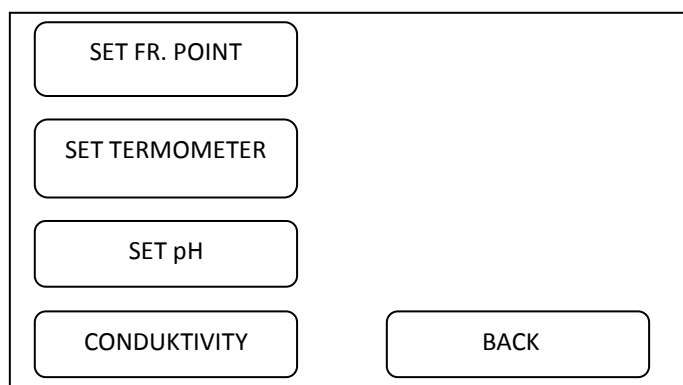 SET FR. POINT
SET TERMOMETER
SET pH
CONDUKTIVITY
BACK